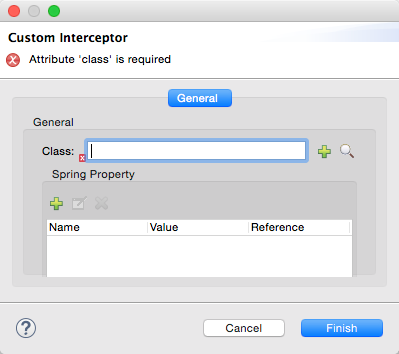 Custom Interceptor
Attribute 'class' is required
General
General
Class:
Spring Property
Name Value Reference
? Cancel Finish